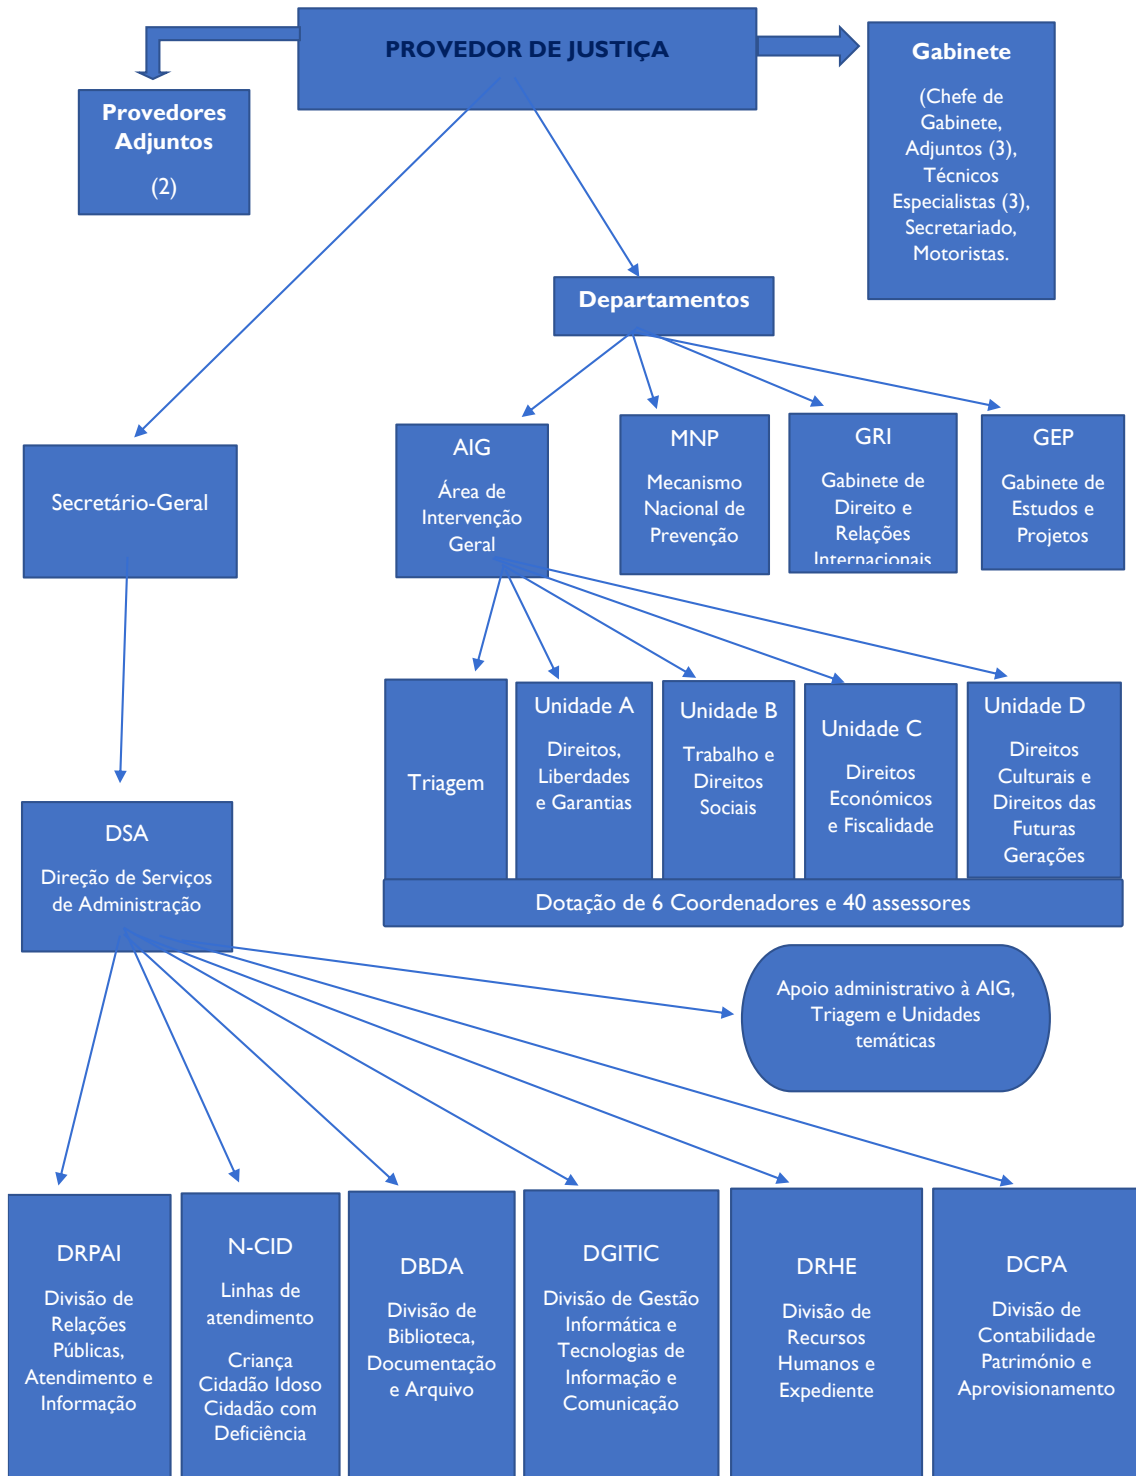 PROVEDOR DE JUSTIÇA
Provedores
Adjuntos
(2)
Gabinete
(Chefe de
Gabinete,
Adjuntos (3),
Técnicos
Especialistas (3),
Secretariado,
Motoristas.
Departamentos
Secretário-Geral
AIG
Área de
Intervenção
Geral
MNP
Mecanismo
Nacional de
Prevenção
GRI
Gabinete de
Direito e
Relações
Internacionais
GEP
Gabinete de
Estudos e
Projetos
Triagem
Unidade A
Direitos,
Liberdades
e Garantias
Unidade B
Trabalho e
Direitos
Sociais
Unidade C
Direitos
Económicos
e Fiscalidade
Unidade D
Direitos
Culturais e
Direitos das
Futuras
Gerações
Dotação de 6 Coordenadores e 40 assessores
DSA
Direção de Serviços
de Administração
Apoio administrativo à AIG,
Triagem e Unidades
temáticas
DRPAI
Divisão de
Relações
Públicas,
Atendimento e
Informação
N-CID
Linhas de
atendimento
Criança
Cidadão Idoso
Cidadão com
Deficiência
DBDA
Divisão de
Biblioteca,
Documentação
e Arquivo
DGITIC
Divisão de Gestão
Informática e
Tecnologias de
Informação e
Comunicação
DRHE
Divisão de
Recursos
Humanos e
Expediente
DCPA
Divisão de
Contabilidade
Património e
Aprovisionamento